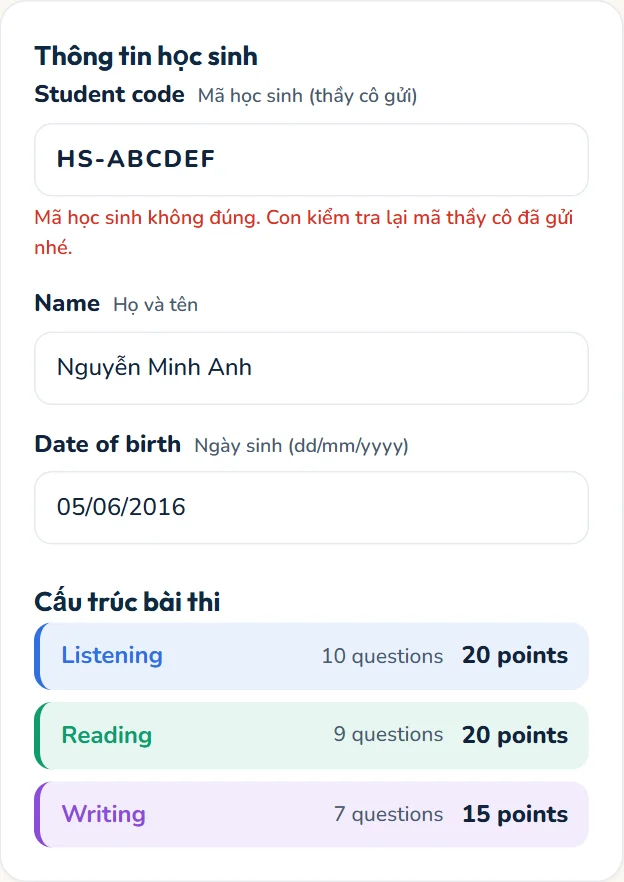 Thông tin học sinh
Student code Mã học sinh (thầy cô gửi)
HS-ABCDEF
Mã học sinh không đúng. Con kiểm tra lại mã thầy cô đã gửi
nhé.
Name Họ và tên
Nguyễn Minh Anh
Date of birth Ngày sinh (dd/mm/yyyy)
05/06/2016
Cấu trúc bài thi
Listening 10 questions 20 points
Reading 9 questions 20 points
Writing 7 questions 15 points